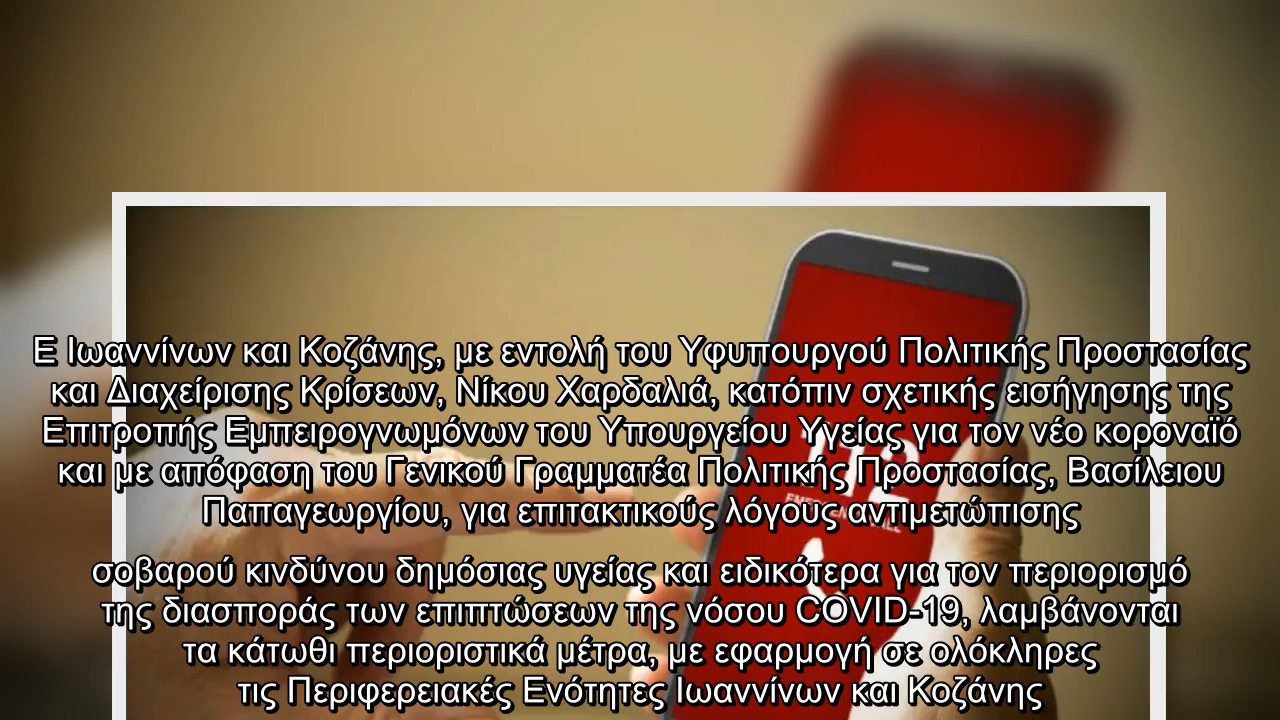 Ε Ιωαννίνων και Κοζάνης, με εντολή του Υφυπουργού Πολιτικής Προστασίας
και Διαχείρισης Κρίσεων, Νίκου Χαρδαλιά, κατόπιν σχετικής εισήγησης της
Επιτροπής Εμπειρογνωμόνων του Υπουργείου Υγείας για τον νέο κοροναϊό
και με απόφαση του Γενικού Γραμματέα Πολιτικής Προστασίας, Βασίλειου
Παπαγεωργίου, για επιτακτικούς λόγους αντιμετώπισης
σοβαρού κινδύνου δημόσιας υγείας και ειδικότερα για τον περιορισμό
της διασποράς των επιπτώσεων της νόσου COVID-19, λαμβάνονται
τα κάτωθι περιοριστικά μέτρα, με εφαρμογή σε ολόκληρες
τις Περιφερειακές Ενότητες Ιωαννίνων και Κοζάνης